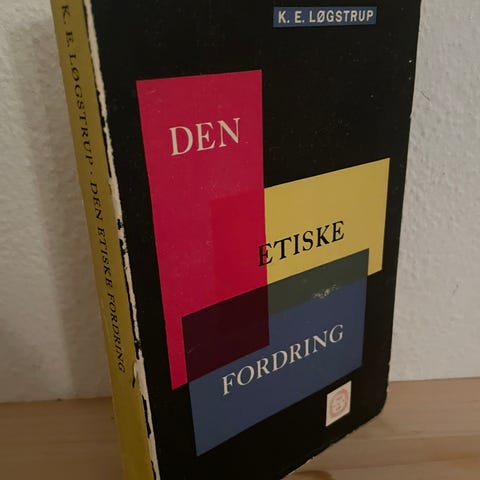 K. E. LØGSTRUP
DEN
ETISKE
FORDRING
K. E. LØGSTRUP · DEN ETISKE FORDRING